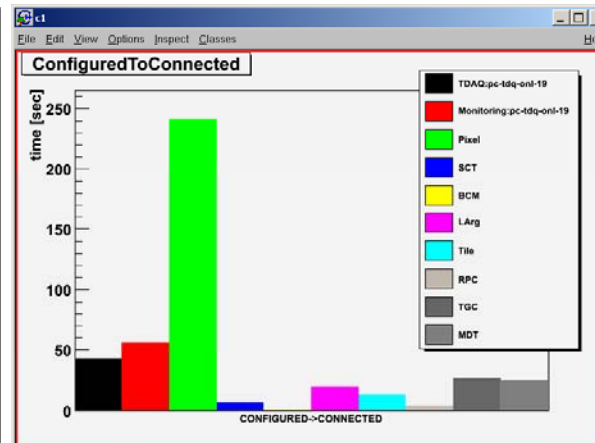 c1
File Edit View Options Inspect Classes
ConfiguredToConnected
time [sec]
250
200
150
100
50
0
CONFIGURED->CONNECTED
TDAQ:pc-tdq-onl-19
Monitoring:pc-tdq-onl-19
Pixel
SCT
BCM
LArg
Tile
RPC
TGC
MDT